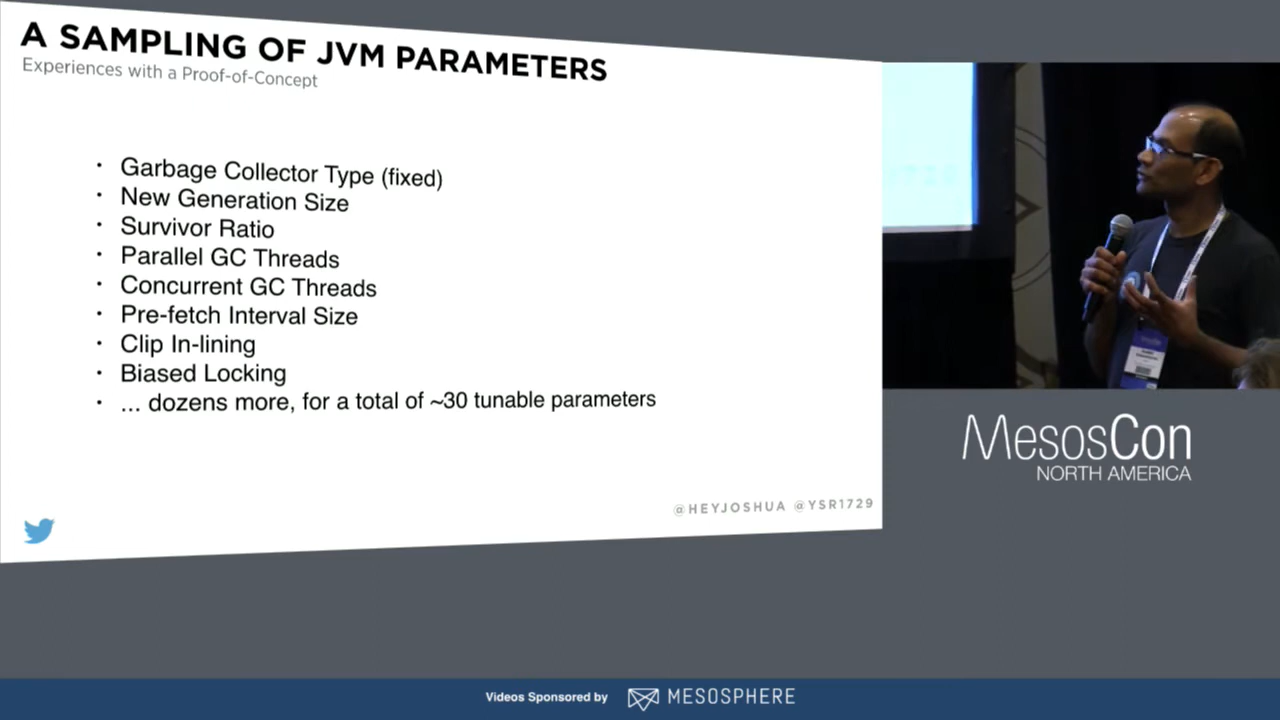 A SAMPLING OF JVM PARAMETERS
Experiences with a Proof-of-Concept
• Garbage Collector Type (fixed)
• New Generation Size
• Survivor Ratio
• Parallel GC Threads
• Concurrent GC Threads
• Pre-fetch Interval Size
• Clip In-lining
• Biased Locking
• ... dozens more, for a total of ~30 tunable parameters
@HEYJOSHUA @YSR1729
MesosCon
NORTH AMERICA
Videos Sponsored by MESOSPHERE